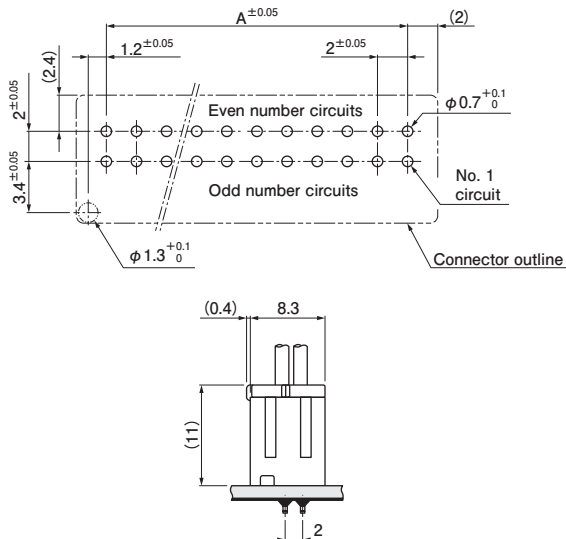 A±0.05
(2)
1.2±0.05
2±0.05
(2.4)
2±0.05
3.4±0.05
Even number circuits
φ0.7 +0.1 0
Odd number circuits
No. 1
circuit
φ1.3 +0.1 0
Connector outline
(0.4)
8.3
(11)
2